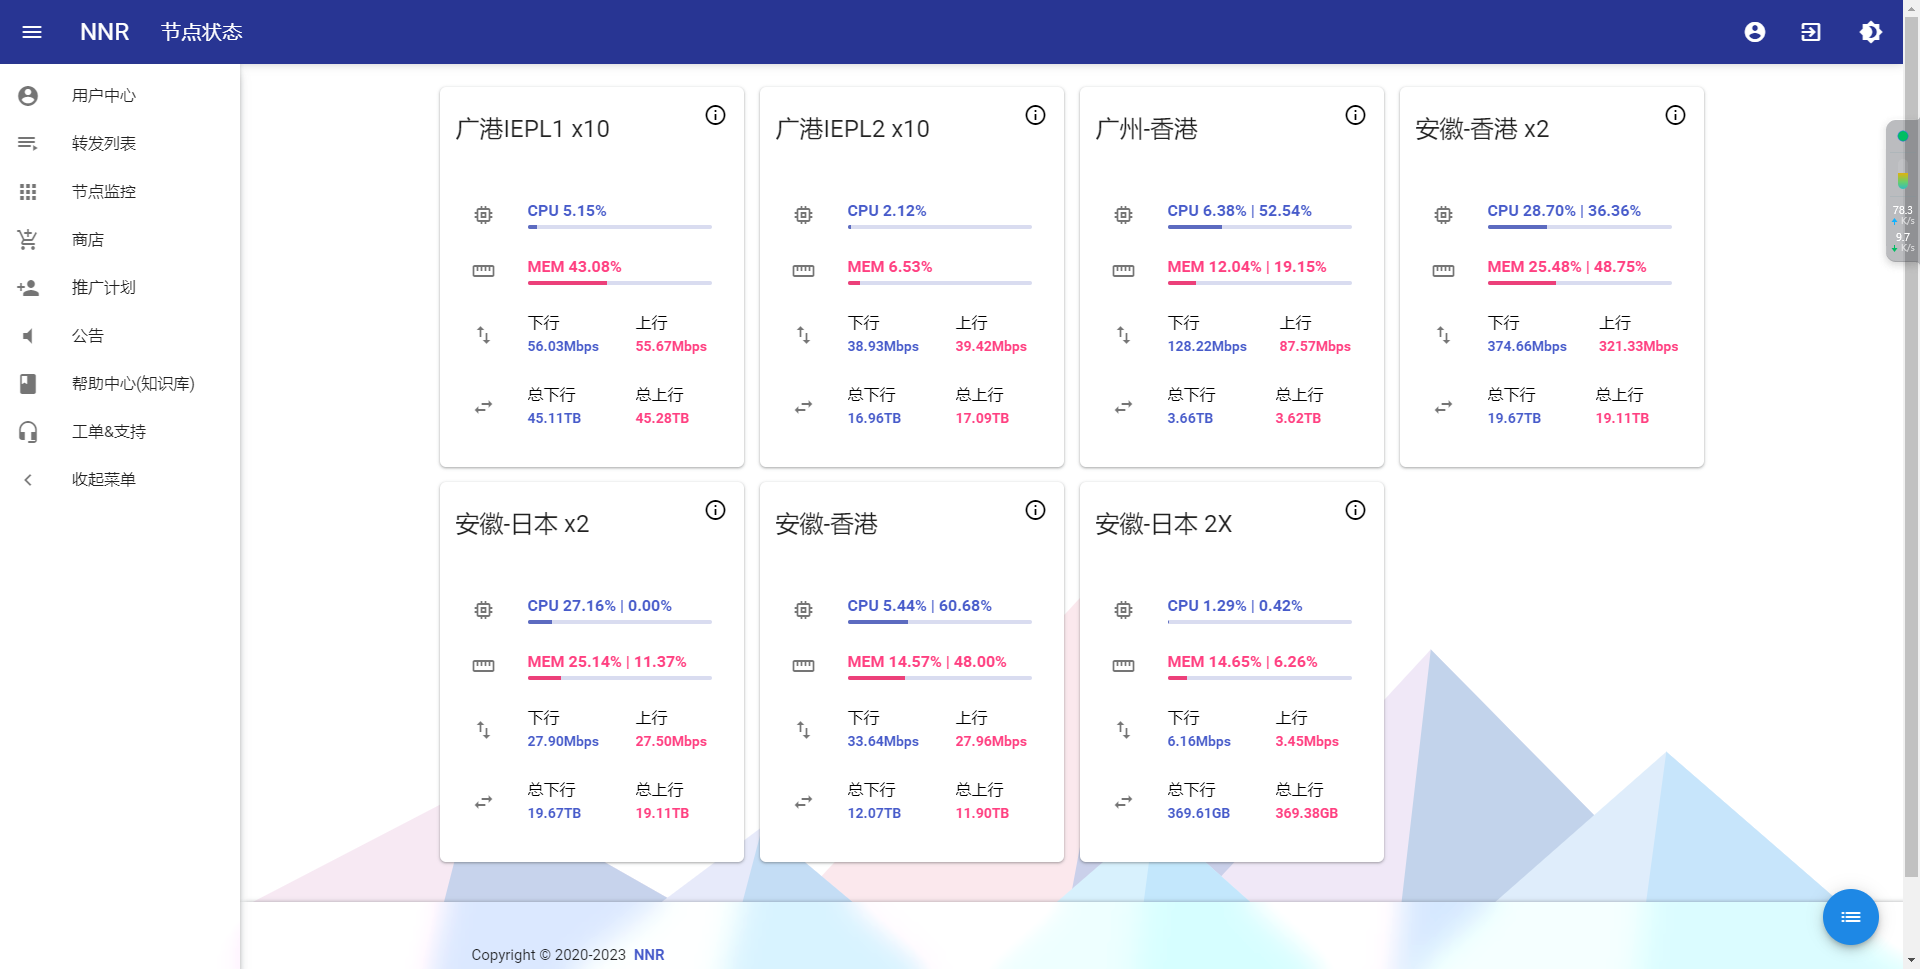 NNR 节点状态
用户中心
转发列表
节点监控
商店
推广计划
公告
帮助中心(知识库)
工单&支持
收起菜单
广港IEPL1 x10
CPU 5.15%
MEM 43.08%
下行 上行
56.03Mbps 55.67Mbps
总下行 总上行
45.11TB 45.28TB
广港IEPL2 x10
CPU 2.12%
MEM 6.53%
下行 上行
38.93Mbps 39.42Mbps
总下行 总上行
16.96TB 17.09TB
广州-香港
CPU 6.38% | 52.54%
MEM 12.04% | 19.15%
下行 上行
128.22Mbps 87.57Mbps
总下行 总上行
3.66TB 3.62TB
安徽-香港 x2
CPU 28.70% | 36.36%
MEM 25.48% | 48.75%
下行 上行
374.66Mbps 321.33Mbps
总下行 总上行
19.67TB 19.11TB
安徽-日本 x2
CPU 27.16% | 0.00%
MEM 25.14% | 11.37%
下行 上行
27.90Mbps 27.50Mbps
总下行 总上行
19.67TB 19.11TB
安徽-香港
CPU 5.44% | 60.68%
MEM 14.57% | 48.00%
下行 上行
33.64Mbps 27.96Mbps
总下行 总上行
12.07TB 11.90TB
安徽-日本 2X
CPU 1.29% | 0.42%
MEM 14.65% | 6.26%
下行 上行
6.16Mbps 3.45Mbps
总下行 总上行
369.61GB 369.38GB
78.3
K/s
9.7
K/s
Copyright © 2020-2023 NNR